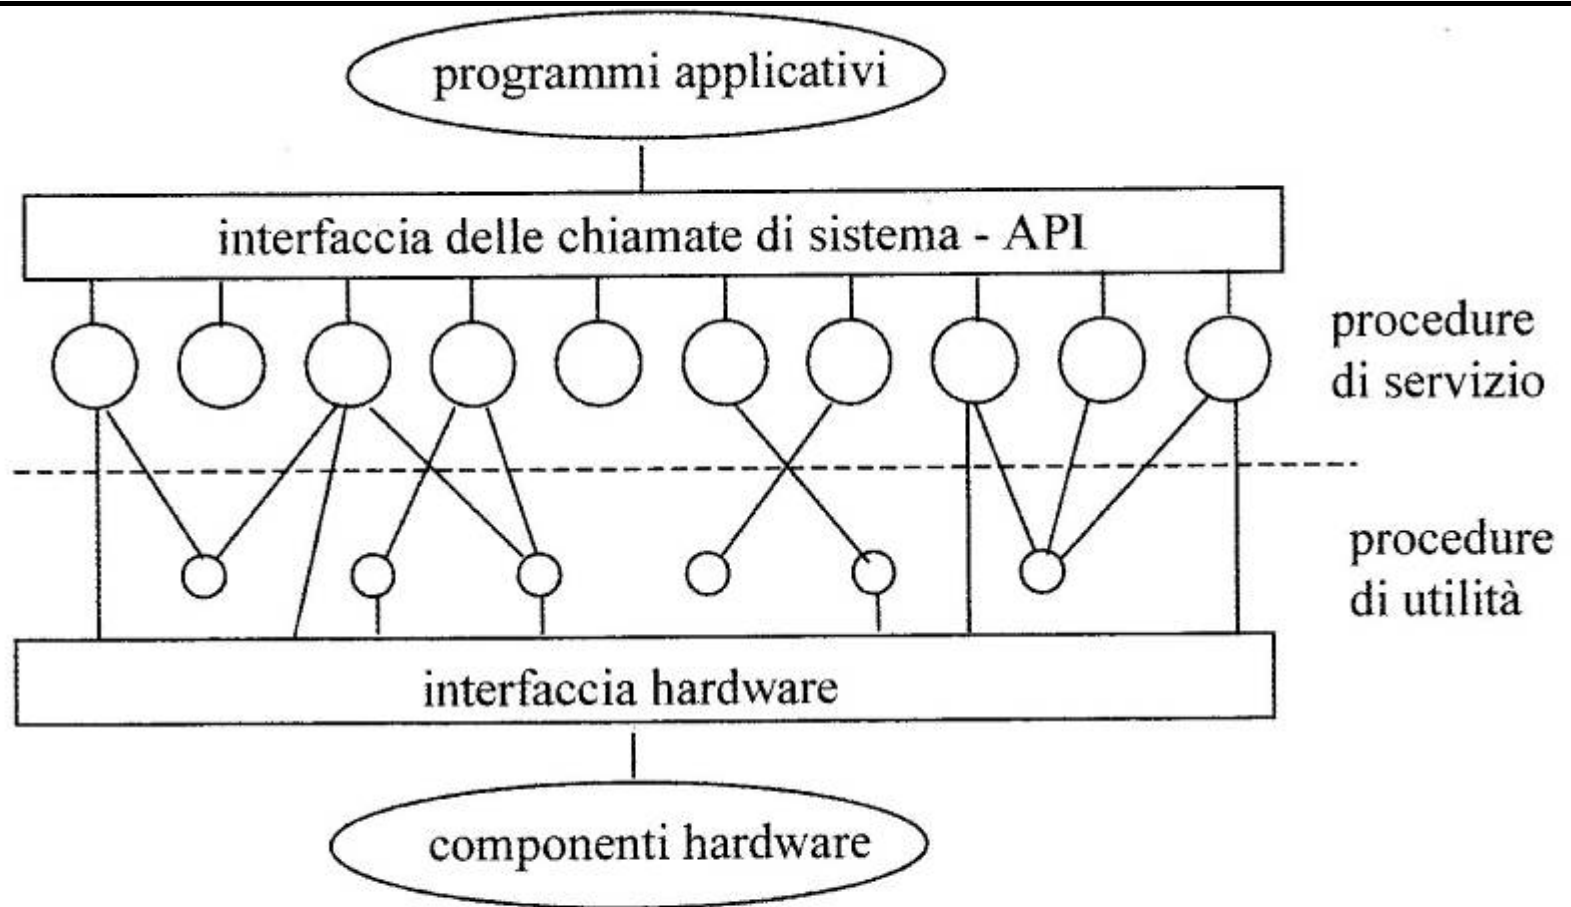 programmi applicativi
interfaccia delle chiamate di sistema - API
procedure
di servizio
procedure
di utilità
interfaccia hardware
componenti hardware